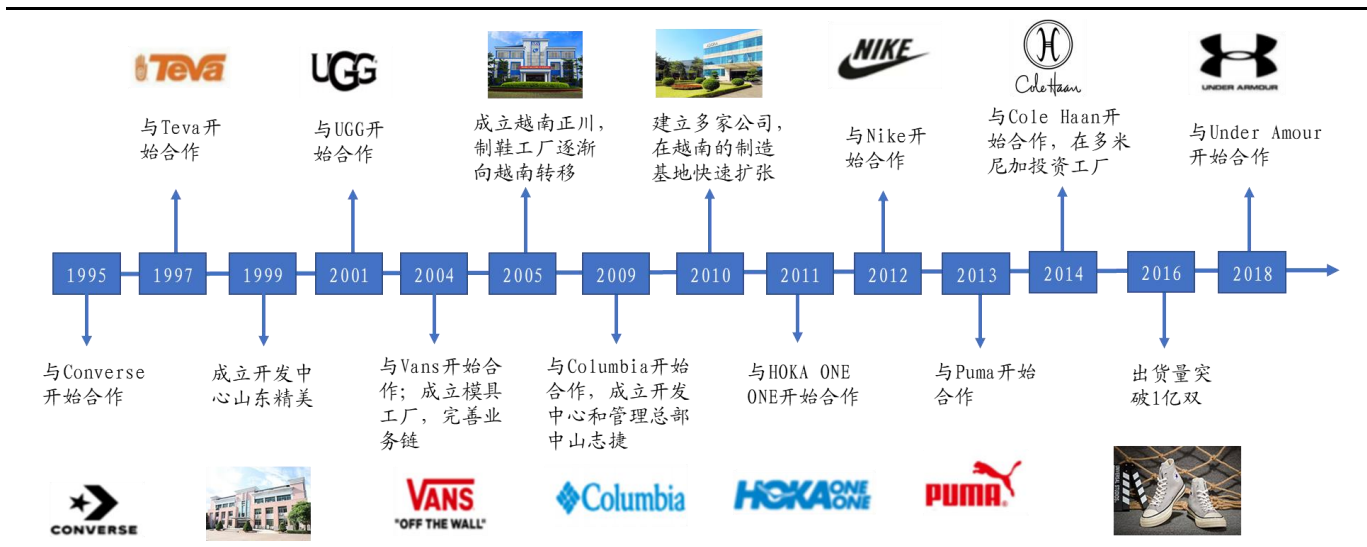 Teva
UGG
NIKE
Cole Haan
UNDER ARMOUR
与Teva开
始合作
与UGG开
始合作
成立越南正川，
制鞋工厂逐渐
向越南转移
建立多家公司，
在越南的制造
基地快速扩张
与Nike开
始合作
与Cole Haan开
始合作，在多米
尼加投资工厂
与Under Amour
开始合作
1995
1997
1999
2001
2004
2005
2009
2010
2011
2012
2013
2014
2016
2018
与Converse
开始合作
成立开发中
心山东精美
与Vans开始合
作；成立模具
工厂，完善业
务链
与Columbia开始
合作，成立开发
中心和管理总部
中山志捷
与HOKA ONE
ONE开始合作
与Puma开始
合作
出货量突
破1亿双
CONVERSE
VANS
"OFF THE WALL"
Columbia
HOKA ONE
ONE
PUMA